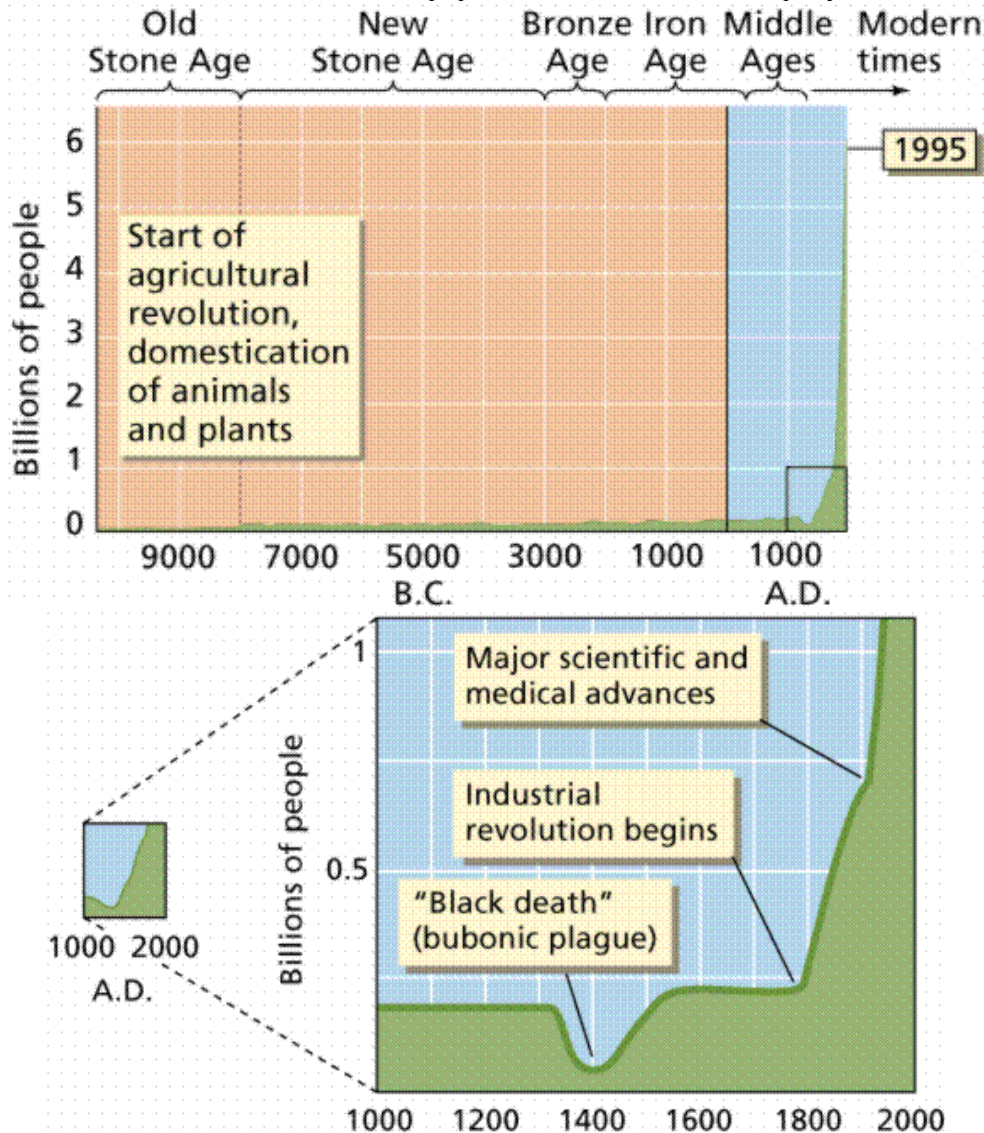 Old New Bronze Iron Middle Modern
Stone Age Stone Age Age Age Ages times
6
1995
5
4
3
2
1
0
Billions of people
Start of
agricultural
revolution,
domestication
of animals
and plants
9000 7000 5000 3000 1000 1000
B.C. A.D.
1
Major scientific and
medical advances
Industrial
revolution begins
0.5
"Black death"
(bubonic plague)
Billions of people
1000 2000
A.D.
1000 1200 1400 1600 1800 2000